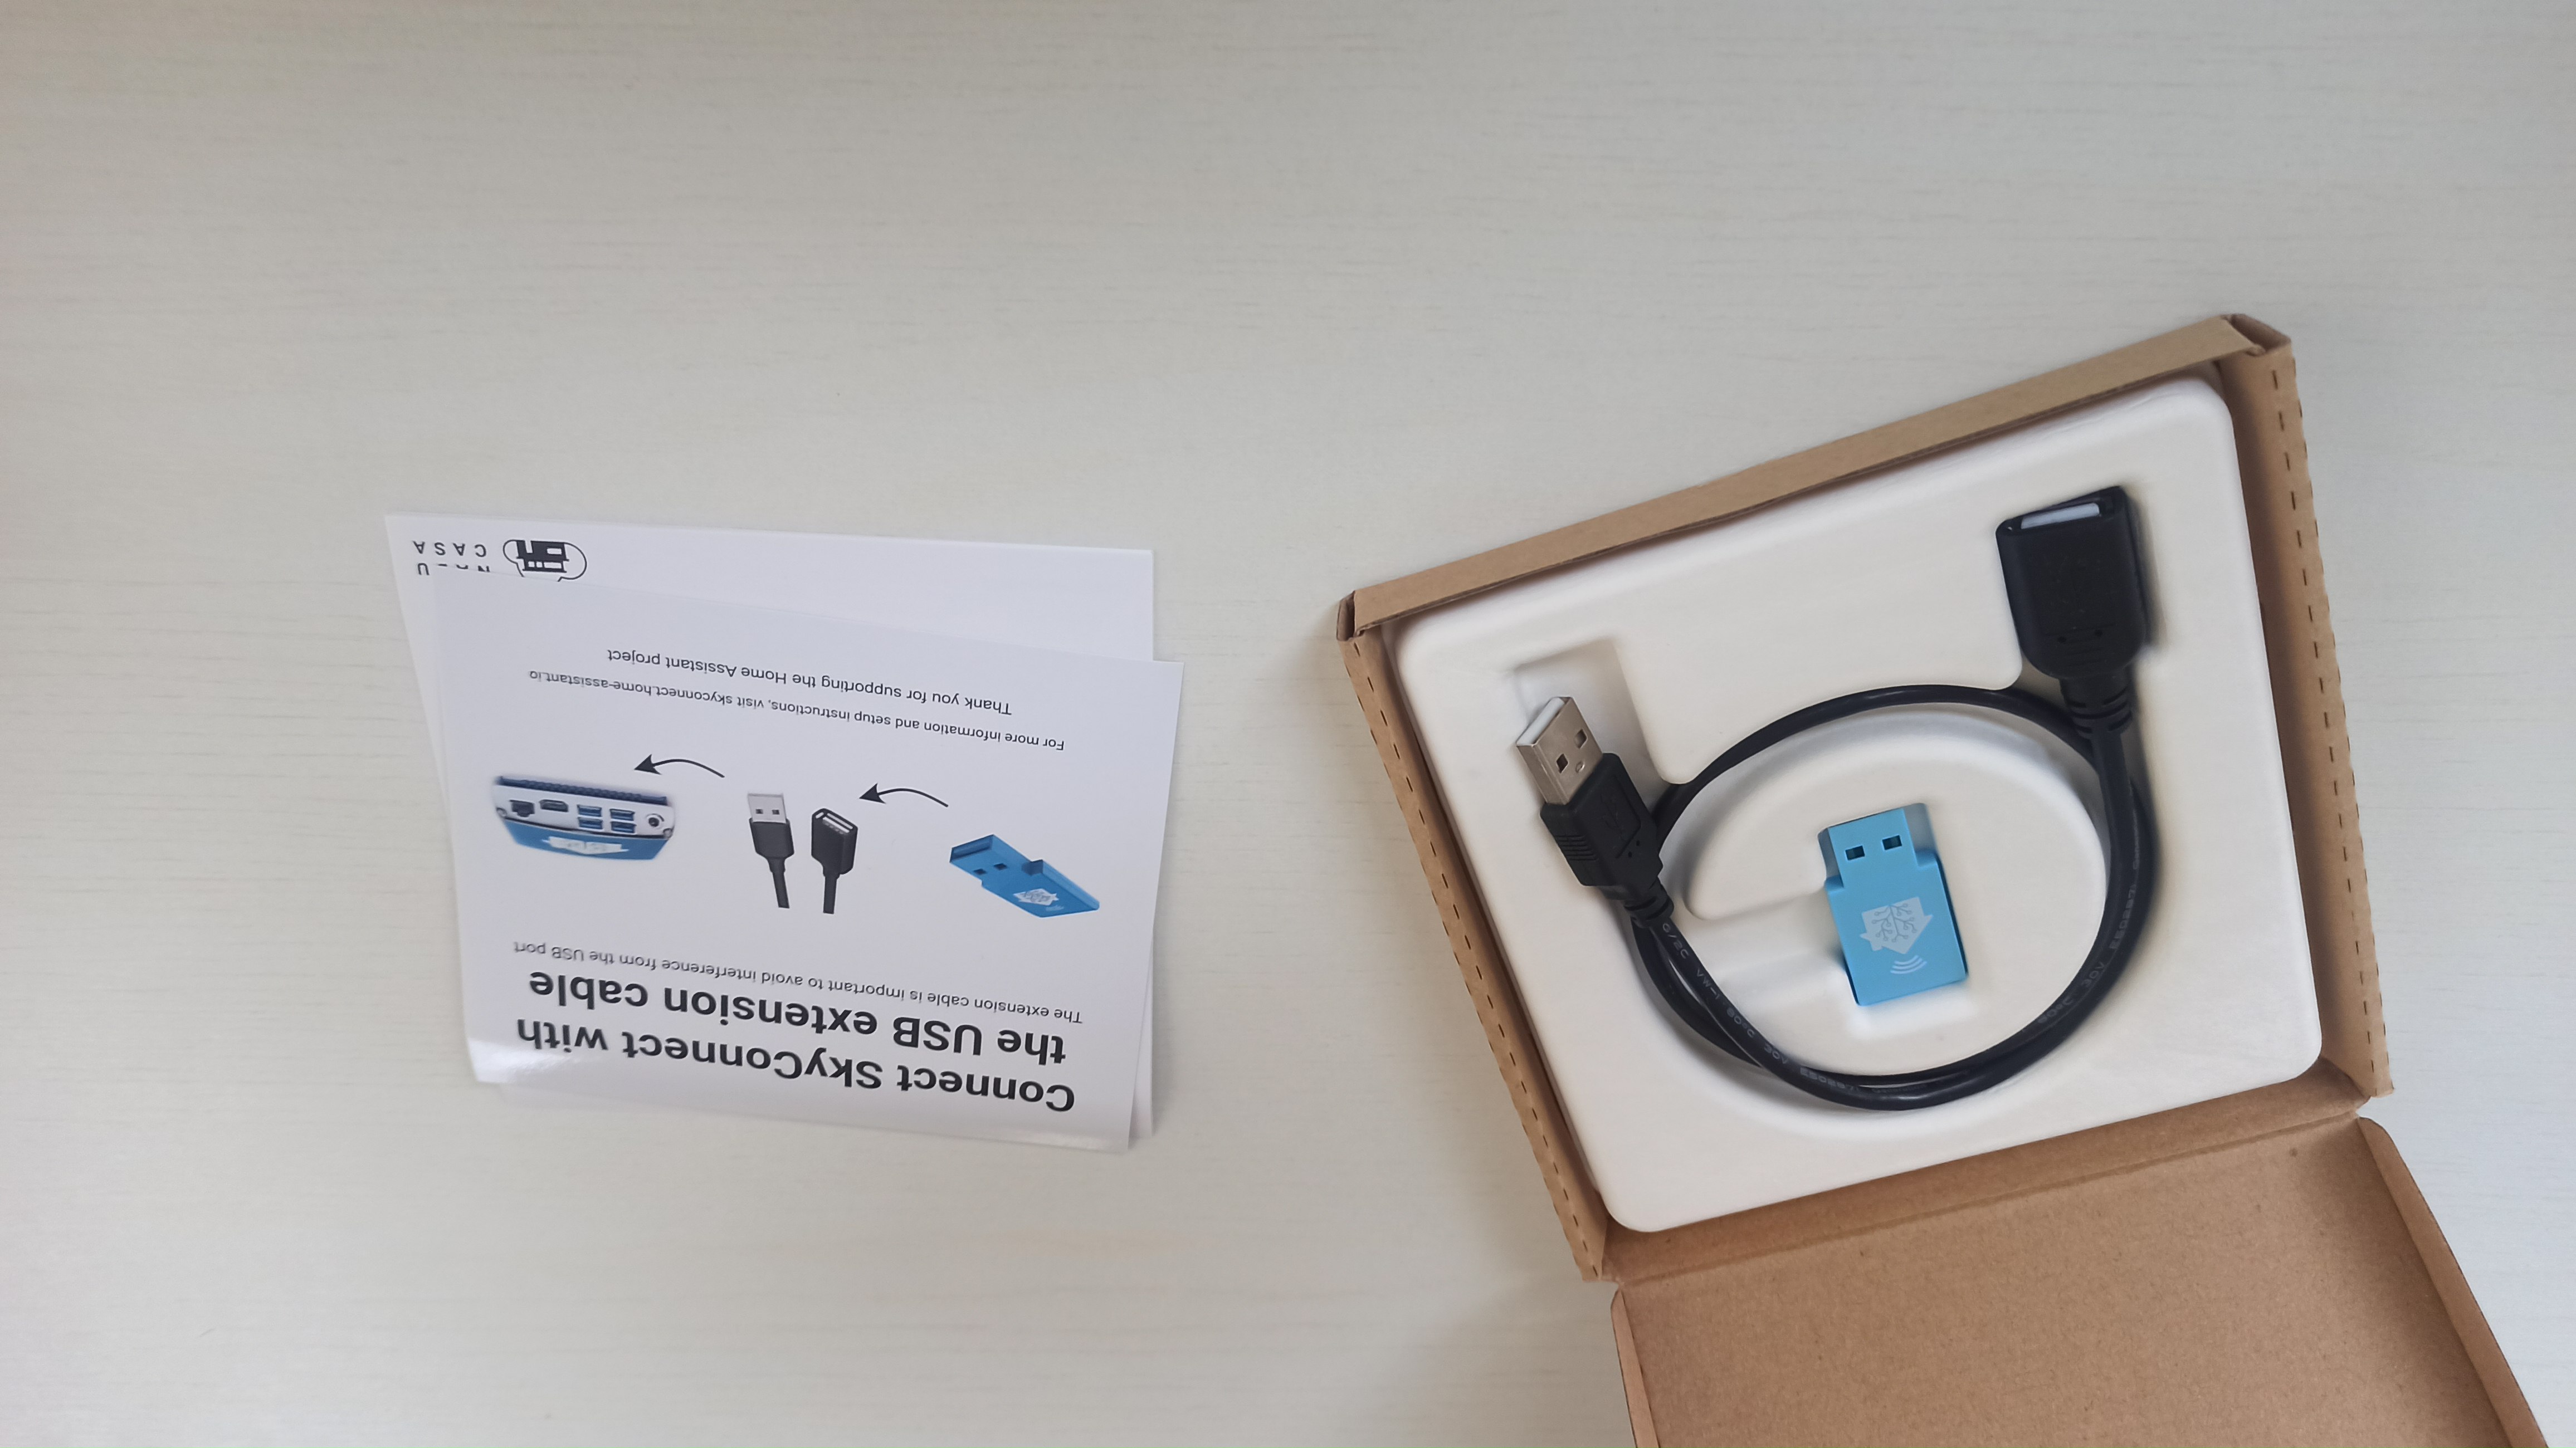 Connect SkyConnect with
the USB extension cable
The extension cable is important to avoid interference from the USB port
For more information and setup instructions, visit skyconnect.home-assistant.io
Thank you for supporting the Home Assistant project
CASA